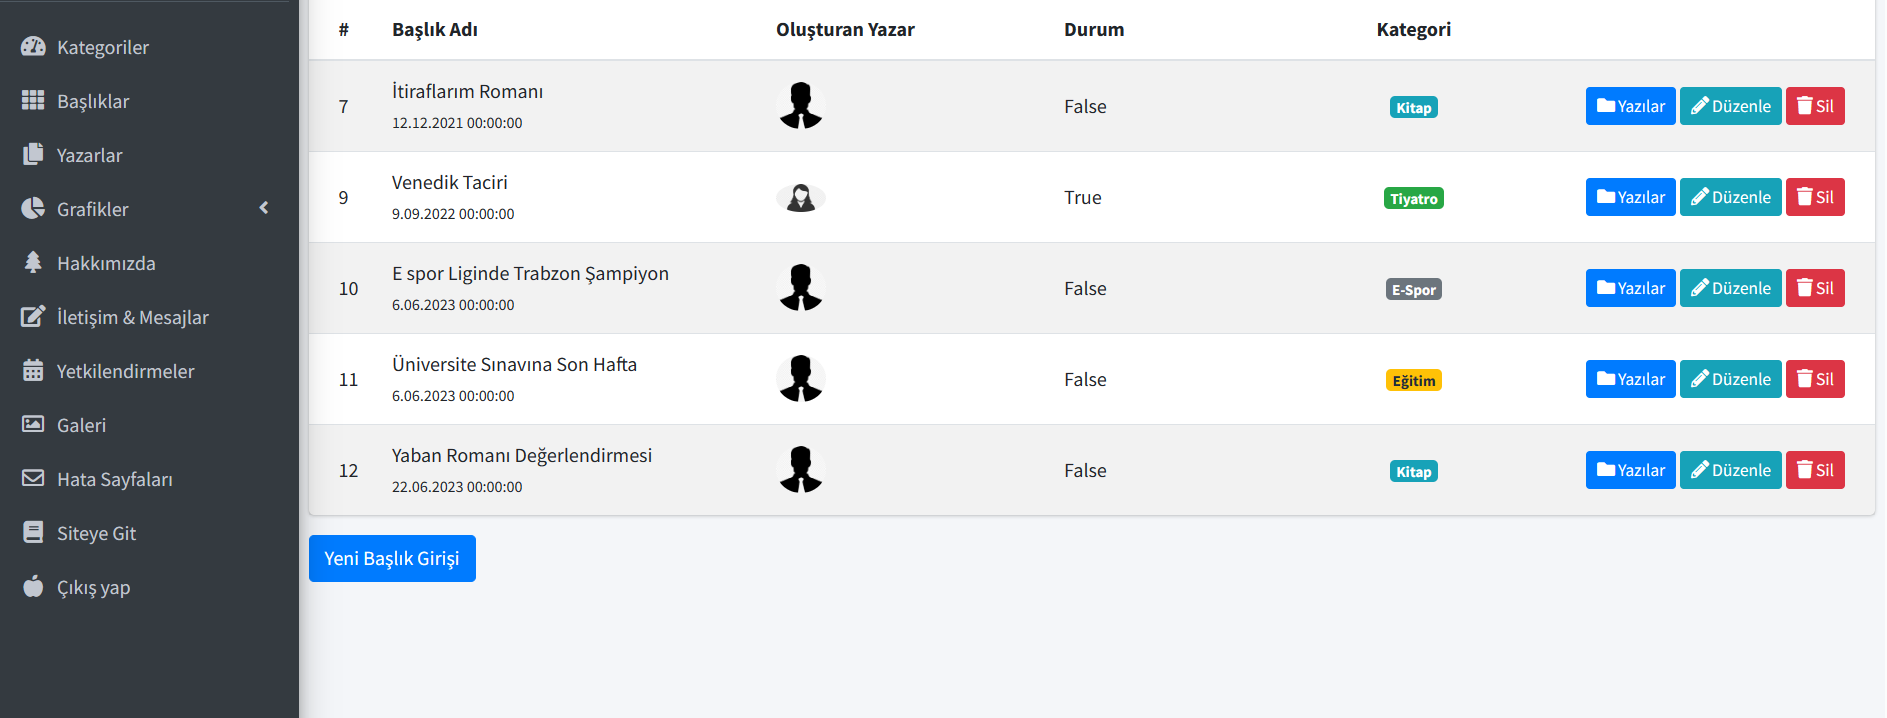 Kategoriler
Başlıklar
Yazarlar
Grafikler
Hakkımızda
İletişim & Mesajlar
Yetkilendirmeler
Galeri
Hata Sayfaları
Siteye Git
Çıkış yap
# Başlık Adı Oluşturan Yazar Durum Kategori
7 İtiraflarım Romanı False Kitap Yazılar Düzenle Sil
12.12.2021 00:00:00
9 Venedik Taciri True Tiyatro Yazılar Düzenle Sil
9.09.2022 00:00:00
10 E spor Liginde Trabzon Şampiyon False E-Spor Yazılar Düzenle Sil
6.06.2023 00:00:00
11 Üniversite Sınavına Son Hafta False Eğitim Yazılar Düzenle Sil
6.06.2023 00:00:00
12 Yaban Romanı Değerlendirmesi False Kitap Yazılar Düzenle Sil
22.06.2023 00:00:00
Yeni Başlık Girişi